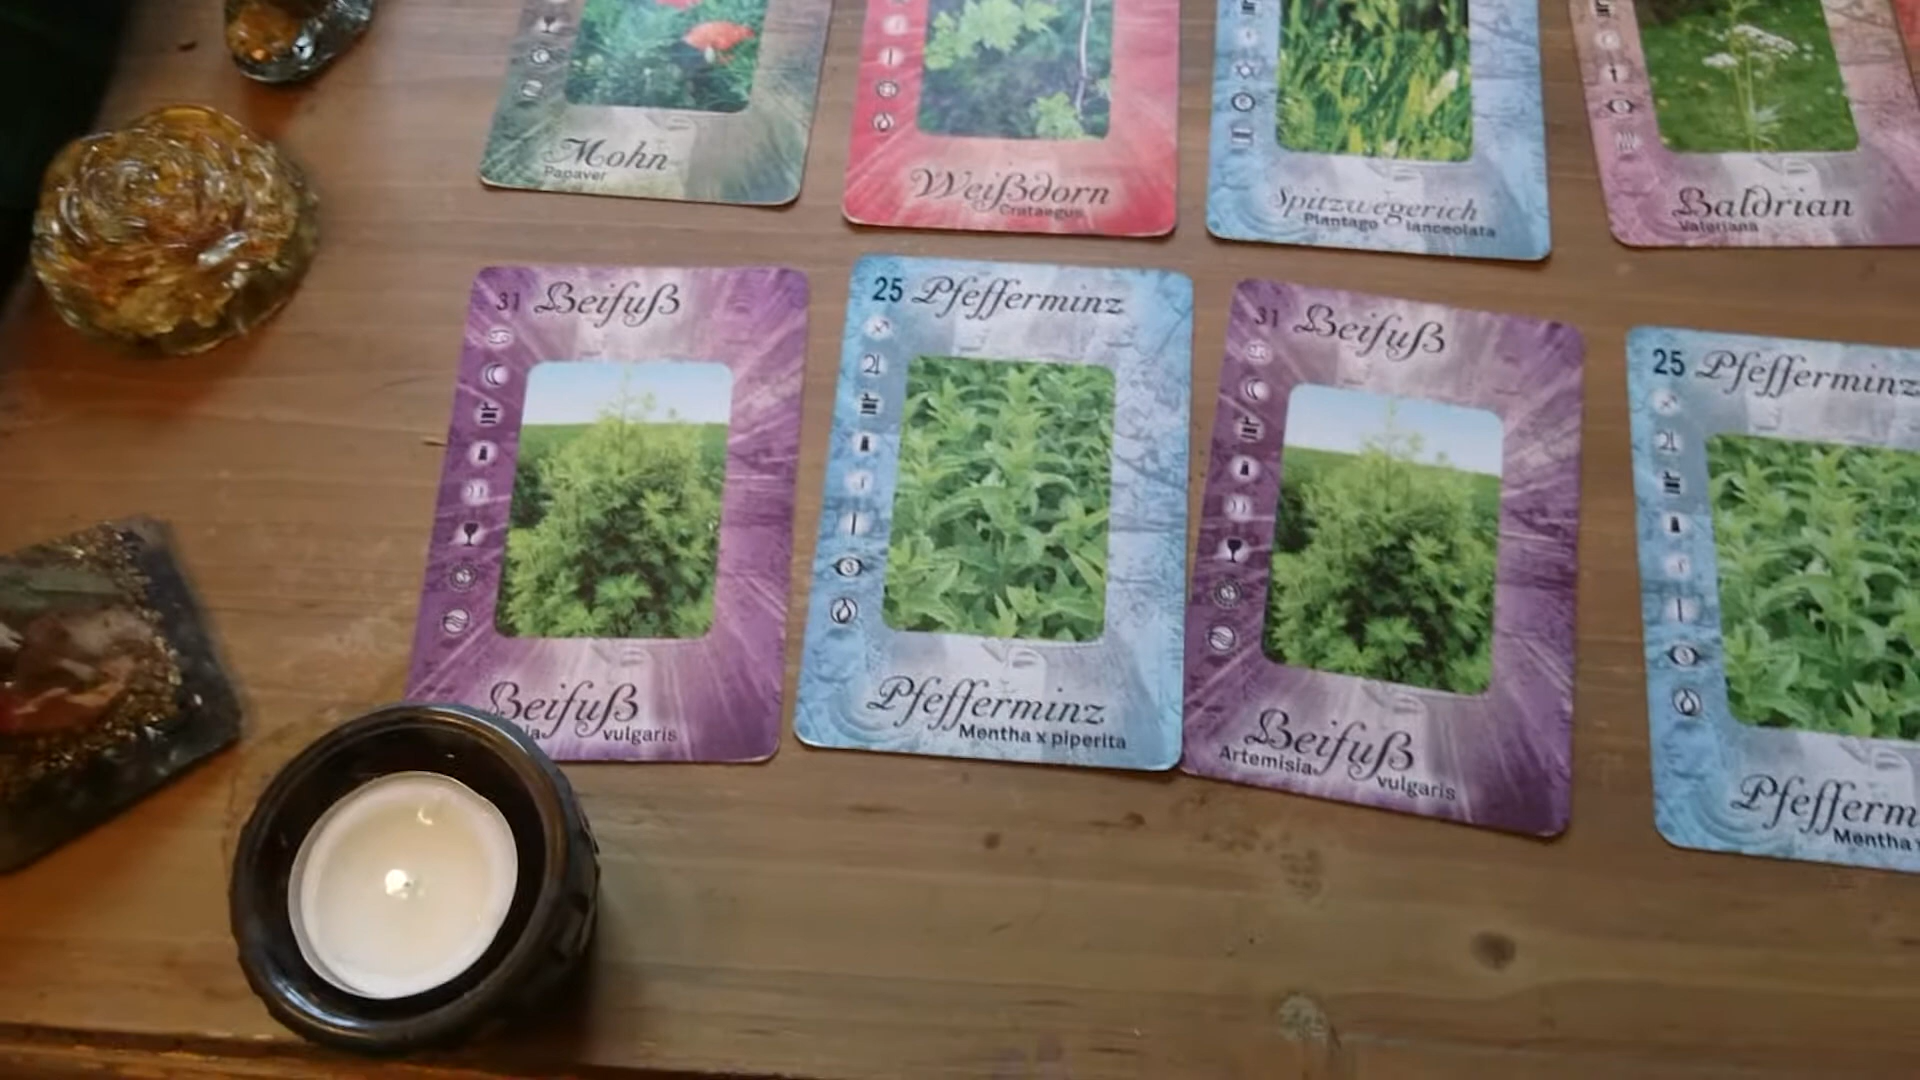 Mohn
Papaver
Weißdorn
Crataegus
Spitzwegerich
Plantago lanceolata
Baldrian
Valeriana
31 Beifuß
Beifuß
vulgaris
25 Pfefferminz
Pfefferminz
Mentha x piperita
31 Beifuß
Beifuß
Artemisia vulgaris
25 Pfefferminz
Pfefferm
Mentha